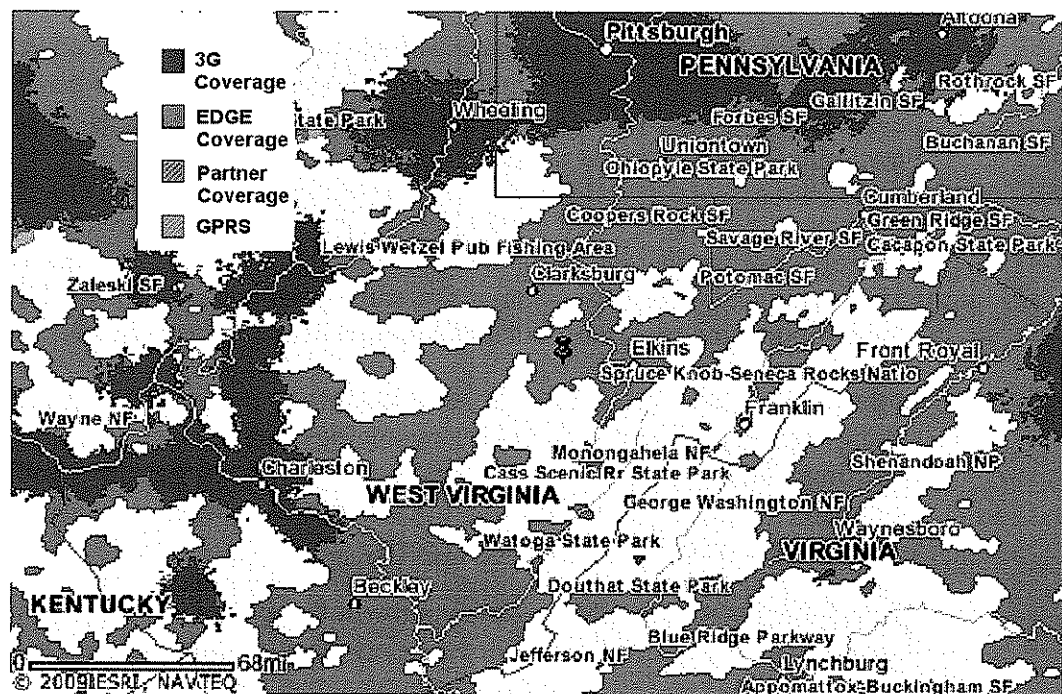 Altoona
Pittsburgh
3G
Coverage
PENNSYLVANIA
Rothrock SF
Gallitzin SF
EDGE
Coverage
tate Park
Wheeling
Forbes SF
Buchanan SF
Uniontown
Ohiopyle State Park
Partner
Coverage
Cumberland
GPRS
Coopers Rock SF
Green Ridge SF
Lewis Wetzel Pub Fishing Area
Savage River SF
Cacapon State Park
Zaleski SF
Clarksburg
Potomac SF
Elkins
Front Royal
Spruce Knob-Seneca Rocks Natio
Wayne NF
Franklin
Monongahela NF
Shenandoah NP
Charleston
Cass Scenic Rr State Park
WEST VIRGINIA
George Washington NF
Waynesboro
Watoga State Park
VIRGINIA
Beckley
Douthat State Park
KENTUCKY
Blue Ridge Parkway
0 68mi
Jefferson NF
Lynchburg
© 2009 ESRI, NAVTEQ
Appomattox-Buckingham SF